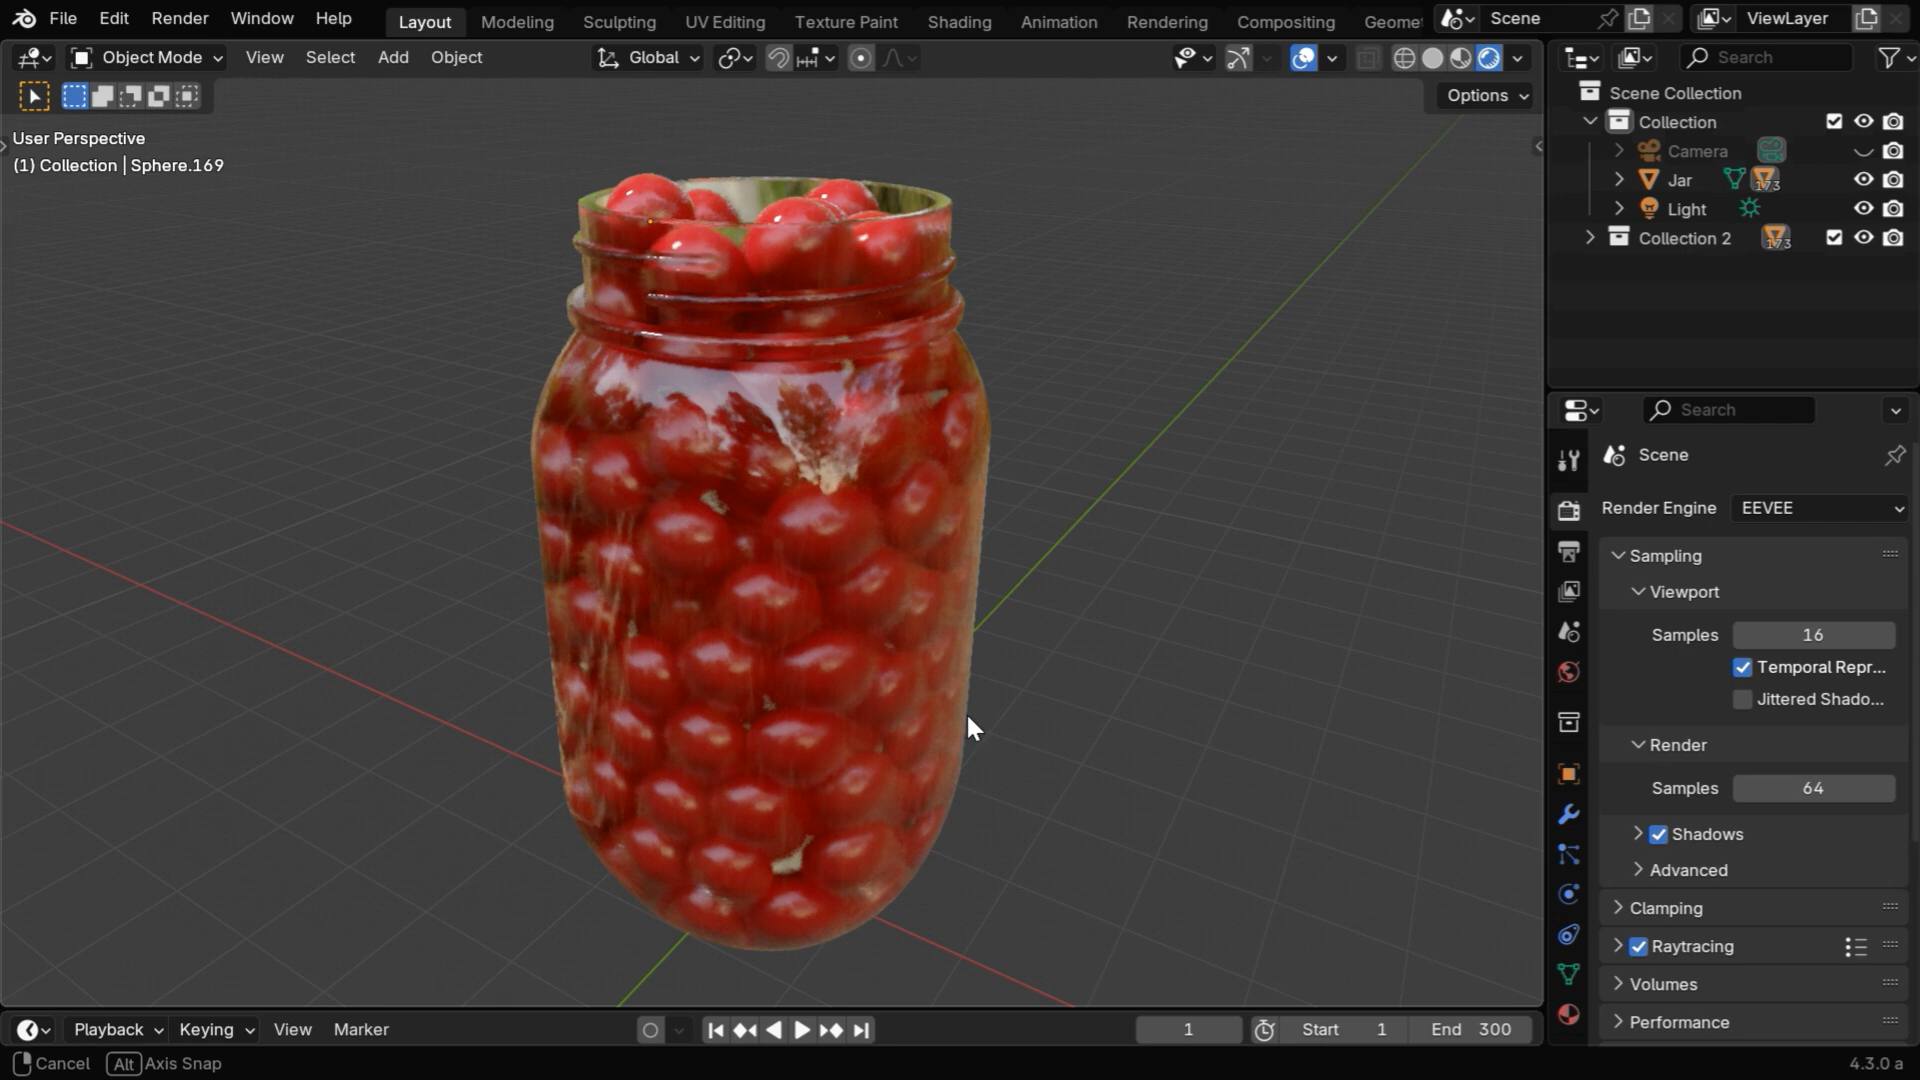 File Edit Render Window Help Layout Modeling Sculpting UV Editing Texture Paint Shading Animation Rendering Compositing Geomet Scene ViewLayer
Object Mode View Select Add Object Global Search
Options
User Perspective
(1) Collection | Sphere.169
Scene Collection
Collection
Camera
Jar 173
Light
Collection 2 173
Search
Scene
Render Engine EEVEE
Sampling
Viewport
Samples 16
Temporal Repr...
Jittered Shado...
Render
Samples 64
Shadows
Advanced
Clamping
Raytracing
Volumes
Performance
Playback Keying View Marker 1 Start 1 End 300
Cancel Alt Axis Snap 4.3.0 a